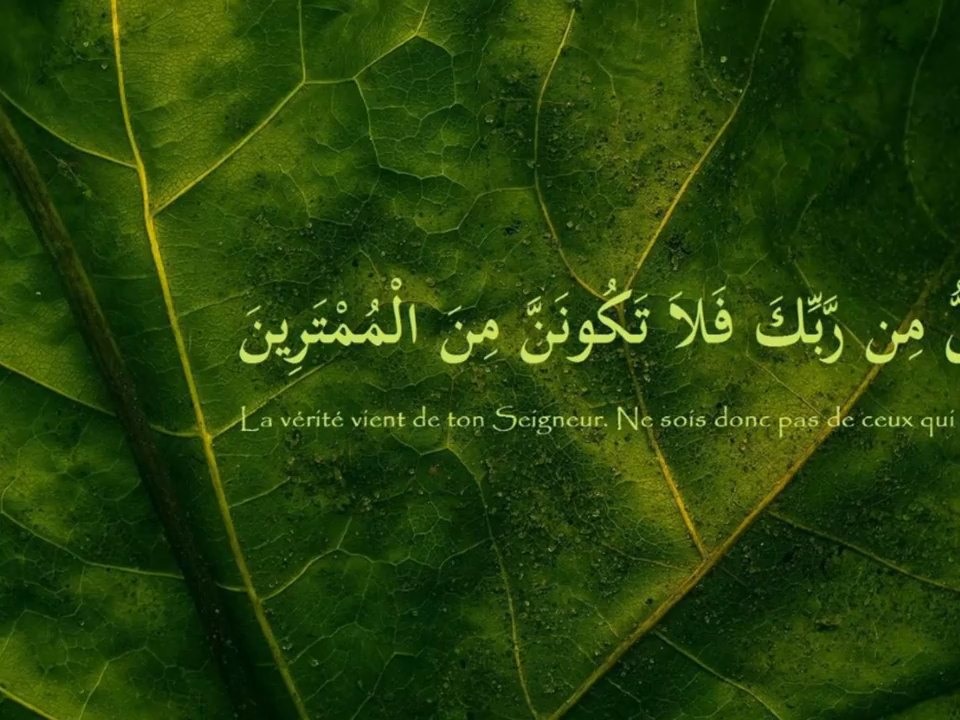 مِن رَّبِّكَ فَلاَ تَكُونَنَّ مِنَ الْمُمْتَرِينَ
La vérité vient de ton Seigneur. Ne sois donc pas de ceux qui